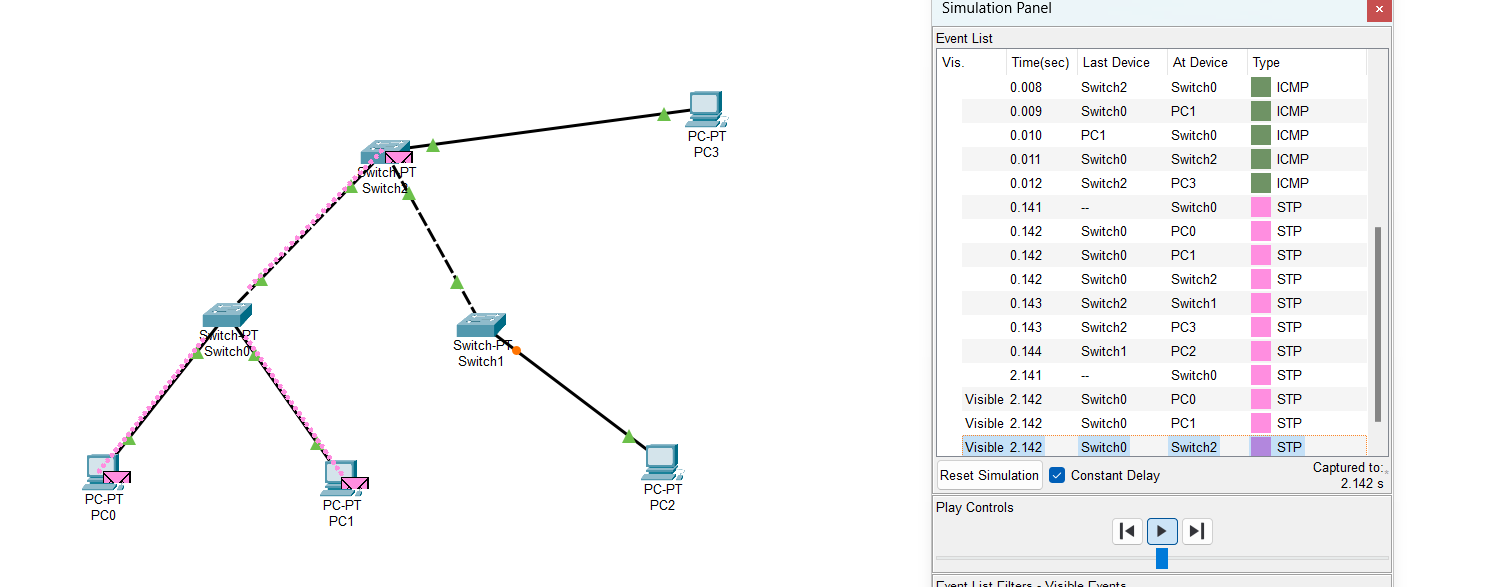 PC-PT
PC3
Switch-PT
Switch2
Switch-PT
Switch0
Switch-PT
Switch1
PC-PT
PC0
PC-PT
PC1
PC-PT
PC2
Simulation Panel
Event List
Vis. Time(sec) Last Device At Device Type
0.008 Switch2 Switch0 ICMP
0.009 Switch0 PC1 ICMP
0.010 PC1 Switch0 ICMP
0.011 Switch0 Switch2 ICMP
0.012 Switch2 PC3 ICMP
0.141 -- Switch0 STP
0.142 Switch0 PC0 STP
0.142 Switch0 PC1 STP
0.142 Switch0 Switch2 STP
0.143 Switch2 Switch1 STP
0.143 Switch2 PC3 STP
0.144 Switch1 PC2 STP
2.141 -- Switch0 STP
Visible 2.142 Switch0 PC0 STP
Visible 2.142 Switch0 PC1 STP
Visible 2.142 Switch0 Switch2 STP
Reset Simulation Constant Delay
Captured to:
2.142 s
Play Controls
Event List Filters - Visible Events